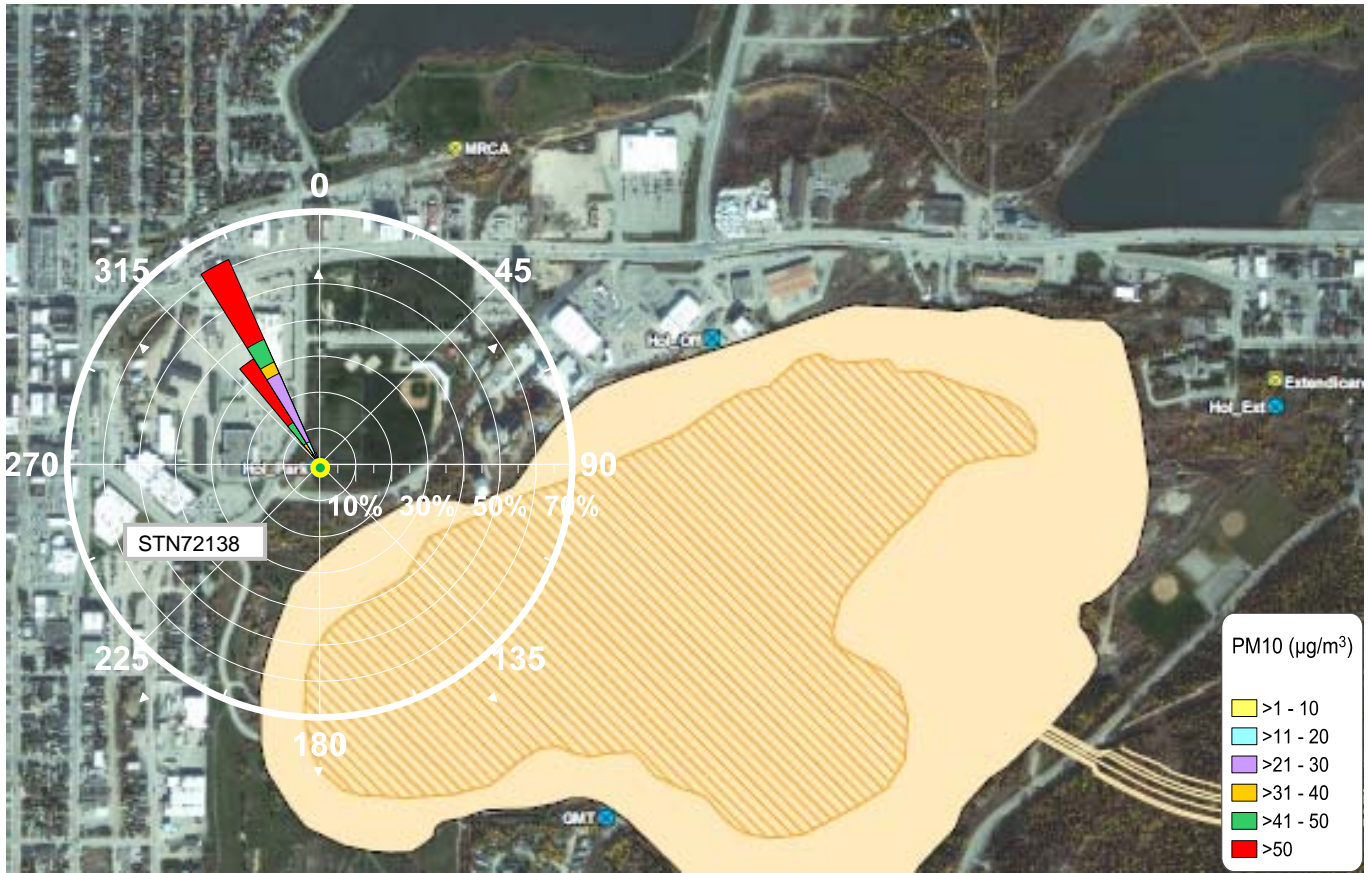 MRCA
0
315
45
Hol_Off
Extendicare
Hol_Ext
270
Hol_Park
90
10% 30% 50% 70%
STN72138
225
135
180
GMT
PM10 (µg/m³)
>1 - 10
>11 - 20
>21 - 30
>31 - 40
>41 - 50
>50